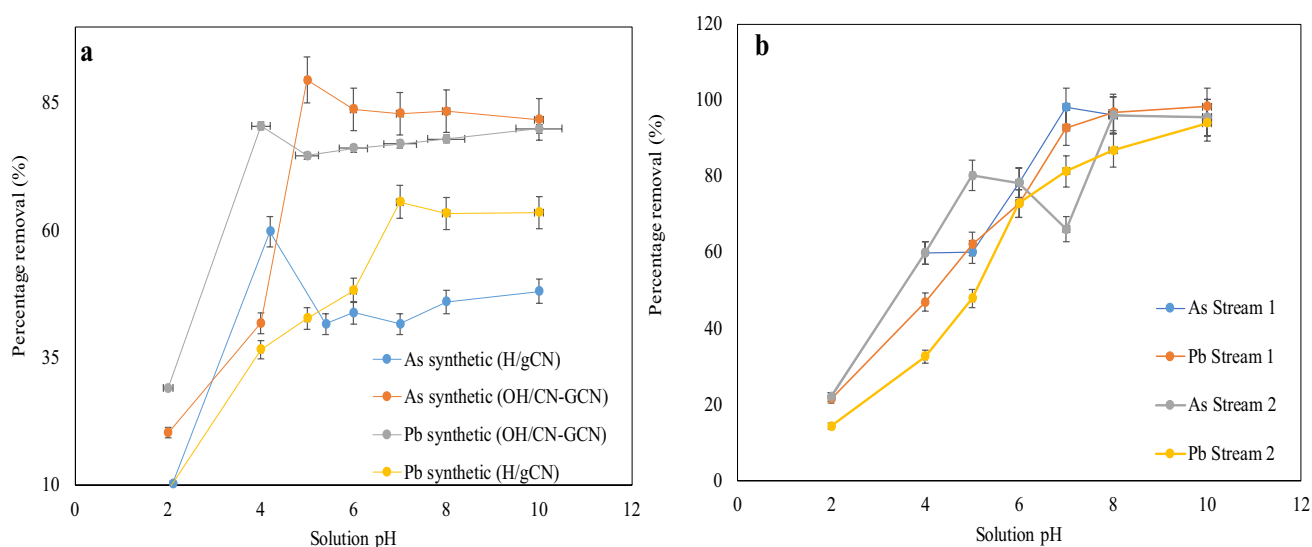 a
Percentage removal (%)
85
60
35
10
0
2
4
6
8
10
12
Solution pH
As synthetic (H/gCN)
As synthetic (OH/CN-GCN)
Pb synthetic (OH/CN-GCN)
Pb synthetic (H/gCN)
b
Percentage removal (%)
120
100
80
60
40
20
0
0
2
4
6
8
10
12
Solution pH
As Stream 1
Pb Stream 1
As Stream 2
Pb Stream 2